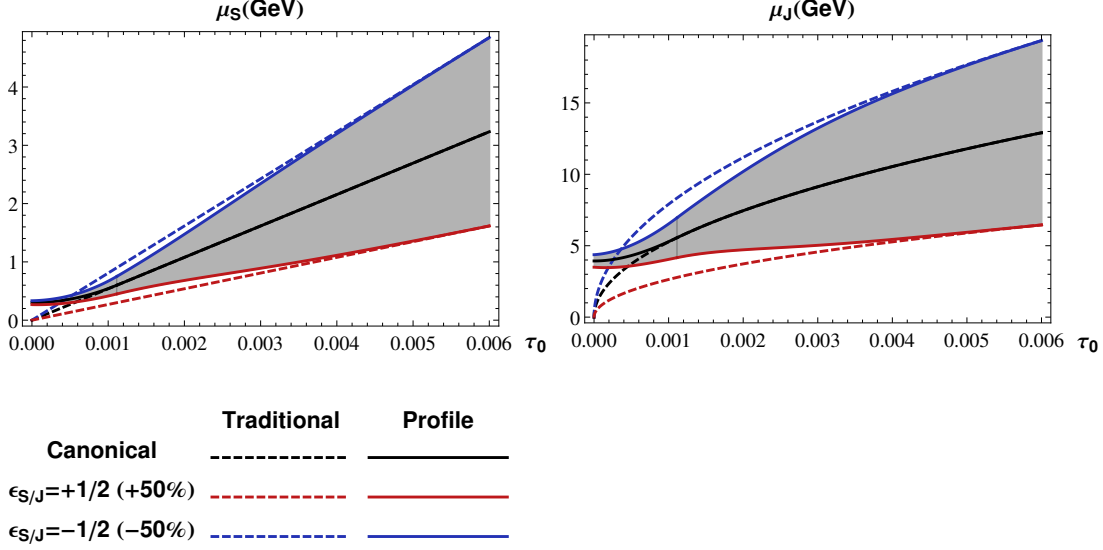 μS(GeV)
4
3
2
1
0
0.000 0.001 0.002 0.003 0.004 0.005 0.006 τ0
μJ(GeV)
15
10
5
0
0.000 0.001 0.002 0.003 0.004 0.005 0.006 τ0
Traditional Profile
Canonical
ϵS/J=+1/2 (+50%)
ϵS/J=−1/2 (−50%)